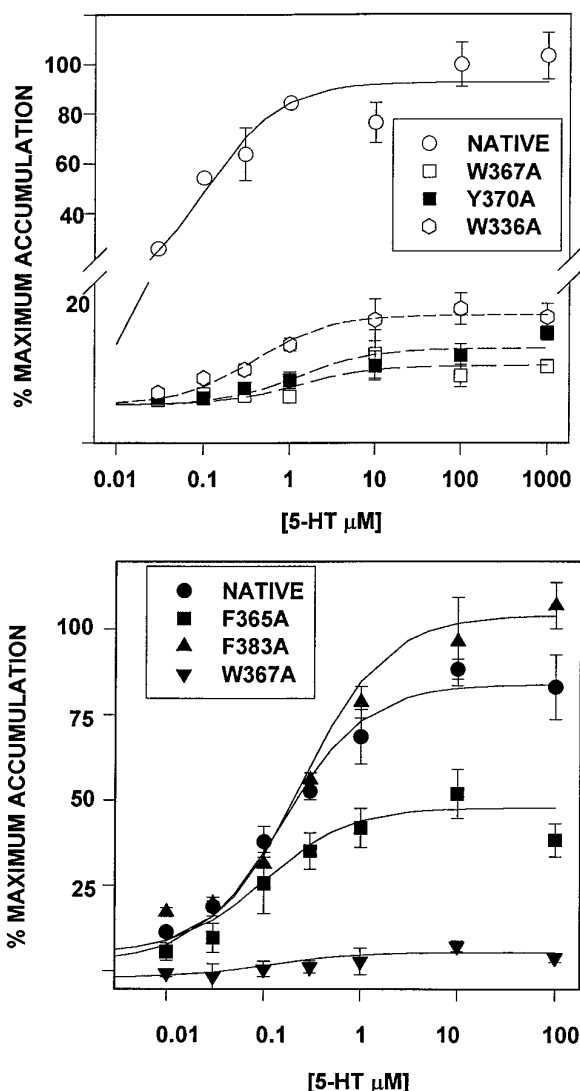 % MAXIMUM ACCUMULATION
100
80
60
40
20
NATIVE
W367A
Y370A
W336A
0.01 0.1 1 10 100 1000
[5-HT µM]
% MAXIMUM ACCUMULATION
100
75
50
25
NATIVE
F365A
F383A
W367A
0.01 0.1 1 10 100
[5-HT µM]